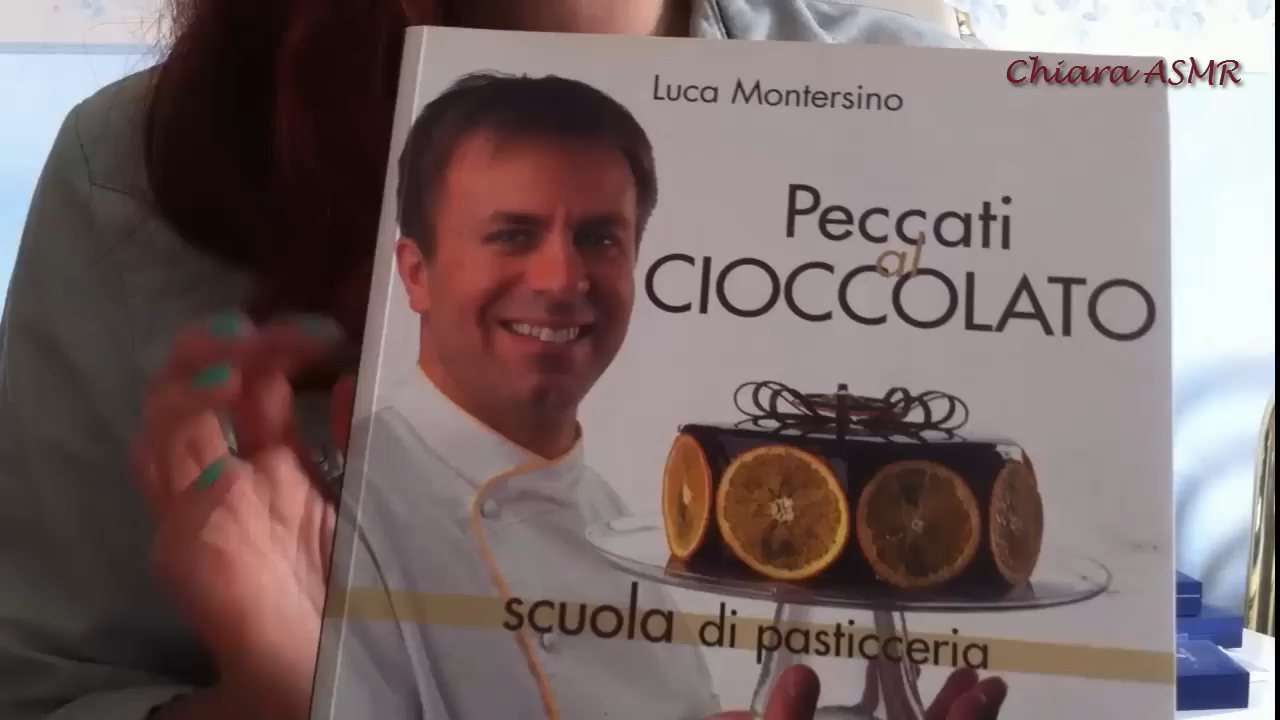 Chiara ASMR
Luca Montersino
Peccati
al
CIOCCOLATO
scuola di pasticceria